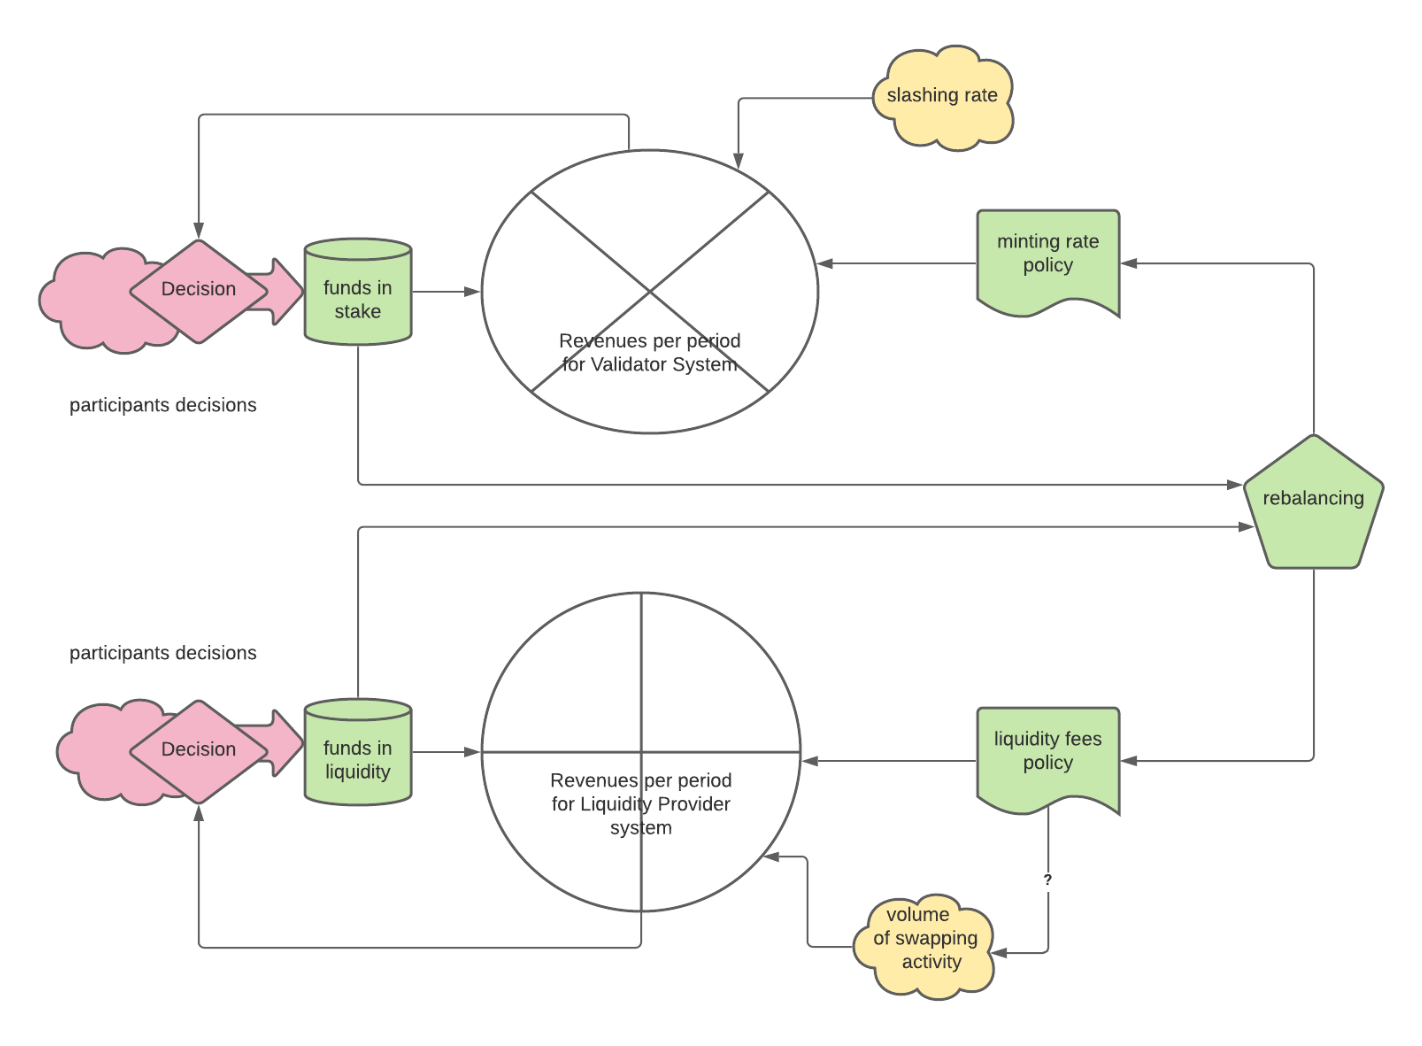 slashing rate
minting rate
policy
Decision
funds in
stake
Revenues per period
for Validator System
participants decisions
rebalancing
participants decisions
Decision
funds in
liquidity
Revenues per period
for Liquidity Provider
system
liquidity fees
policy
?
volume
of swapping
activity